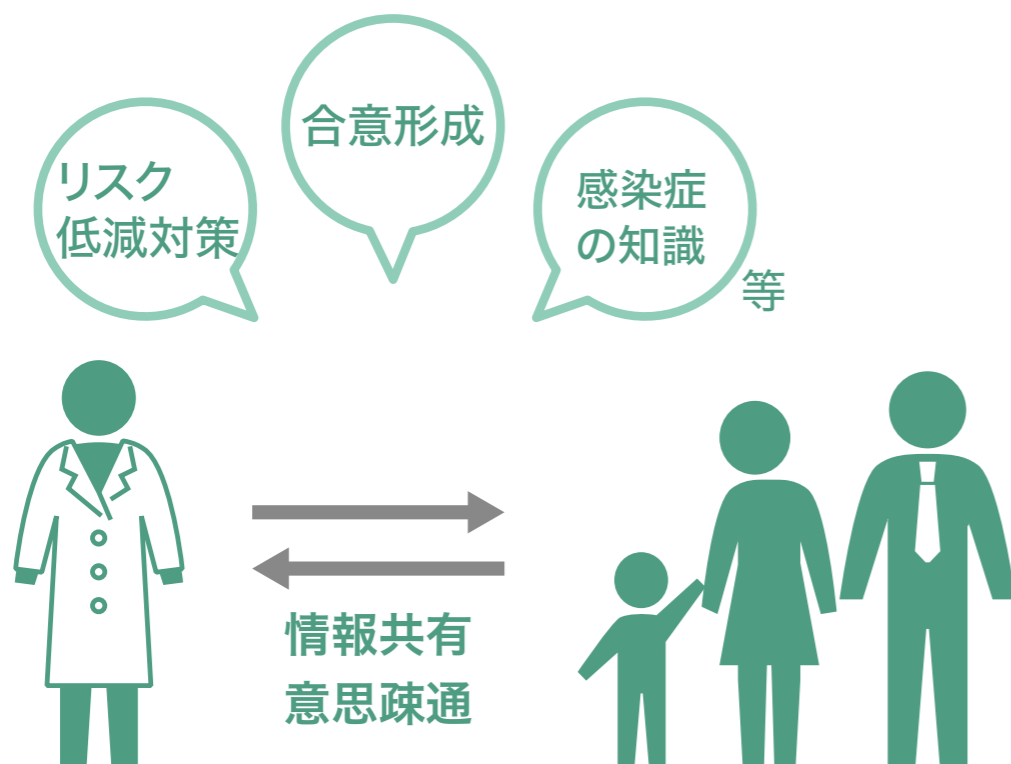 リスク
低減対策
合意形成
感染症
の知識
等
情報共有
意思疎通